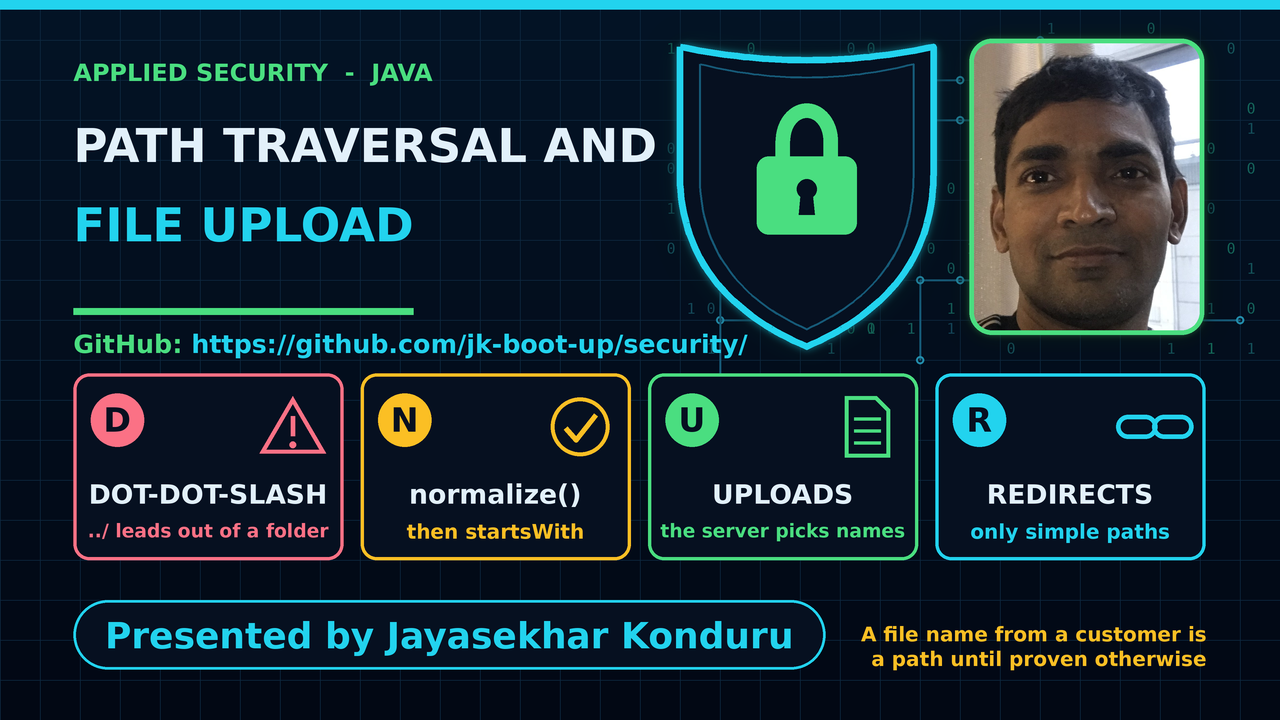 APPLIED SECURITY - JAVA
PATH TRAVERSAL AND
FILE UPLOAD
GitHub: https://github.com/jk-boot-up/security/
D
DOT-DOT-SLASH
../ leads out of a folder
N
normalize()
then startsWith
U
UPLOADS
the server picks names
R
REDIRECTS
only simple paths
Presented by Jayasekhar Konduru
A file name from a customer is
a path until proven otherwise